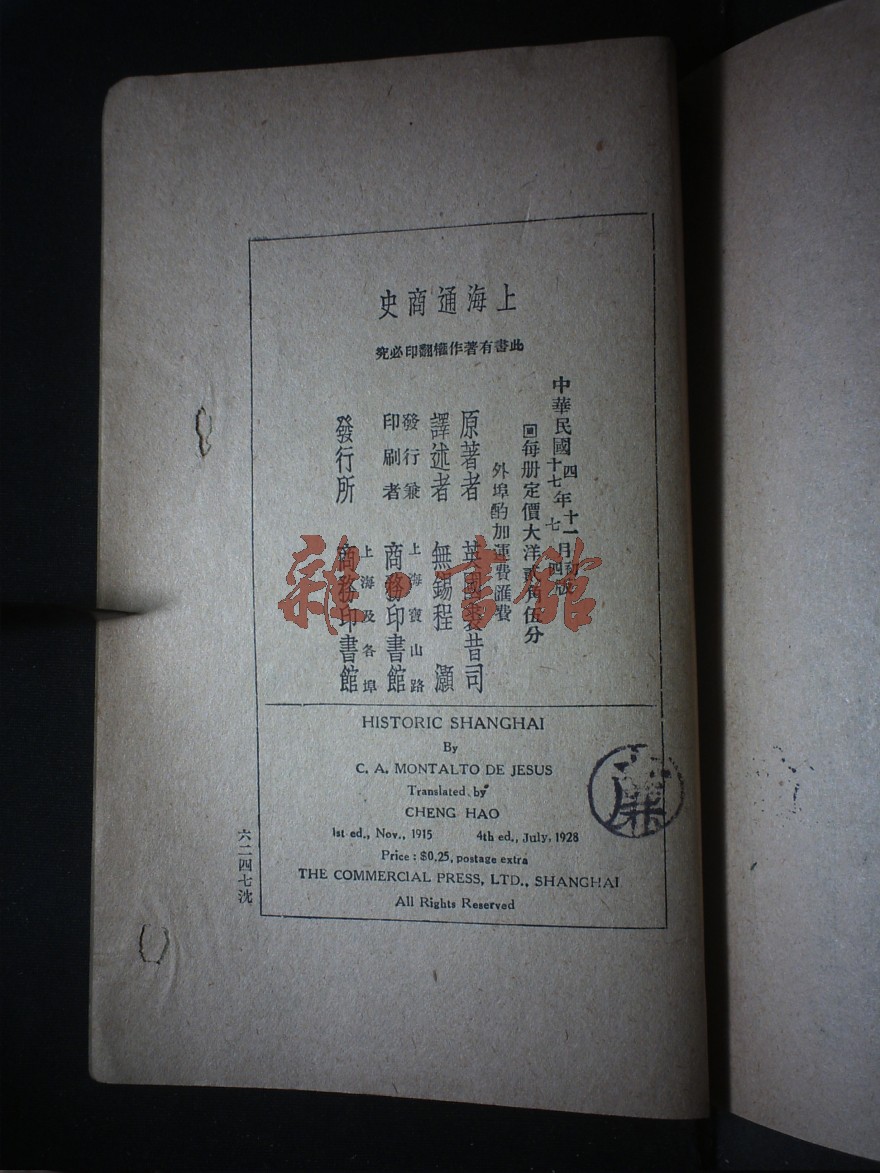 上海通商史
此書有著作權翻印必究
中華民國四年十一月初版
十七年七月四版
回每册定價大洋貳角伍分
外埠酌加運費匯費
原著者 英國裘昔司
譯述者 無錫程灝
發行兼印刷者 上海寶山路商務印書館
發行所 上海及各埠商務印書館
HISTORIC SHANGHAI
By
C. A. MONTALTO DE JESUS
Translated by
CHENG HAO
1st ed., Nov., 1915 4th ed., July, 1928
Price : $0.25, postage extra
THE COMMERCIAL PRESS, LTD., SHANGHAI
All Rights Reserved
六二四七沈
廉
雜·書館